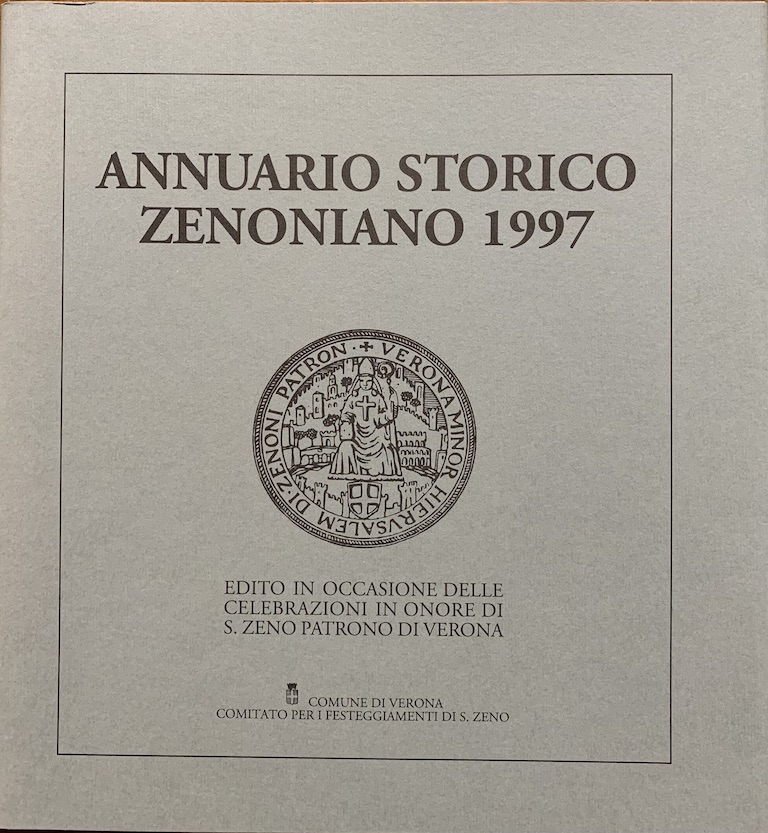 ANNUARIO STORICO
ZENONIANO 1997
+ VERONA MINOR HIERVSALEM DI·ZENONI PATRON·
EDITO IN OCCASIONE DELLE
CELEBRAZIONI IN ONORE DI
S. ZENO PATRONO DI VERONA
COMUNE DI VERONA
COMITATO PER I FESTEGGIAMENTI DI S. ZENO